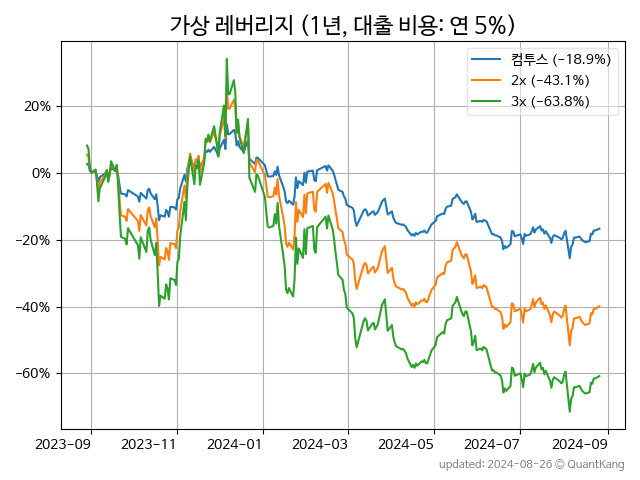 가상 레버리지 (1년, 대출 비용: 연 5%)
컴투스 (−18.9%)
2x (−43.1%)
3x (−63.8%)
20%
0%
−20%
−40%
−60%
2023−09 2023−11 2024−01 2024−03 2024−05 2024−07 2024−09
updated: 2024−08−26 ⓒ QuantKang